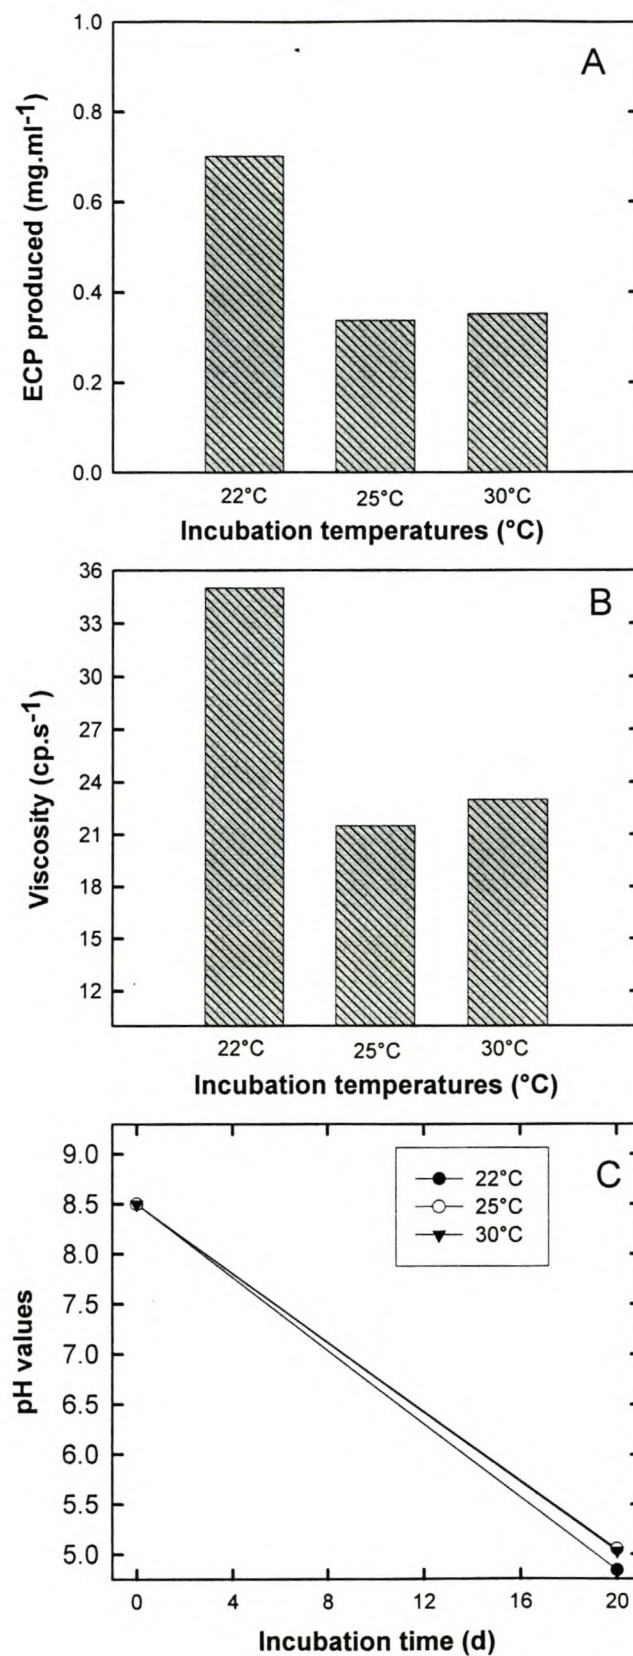 A
ECP produced (mg.ml-1)
1.0
0.8
0.6
0.4
0.2
0.0
22°C 25°C 30°C
Incubation temperatures (°C)
B
Viscosity (cp.s-1)
36
33
30
27
24
21
18
15
12
22°C 25°C 30°C
Incubation temperatures (°C)
C
pH values
9.0
8.5
8.0
7.5
7.0
6.5
6.0
5.5
5.0
22°C
25°C
30°C
0 4 8 12 16 20
Incubation time (d)